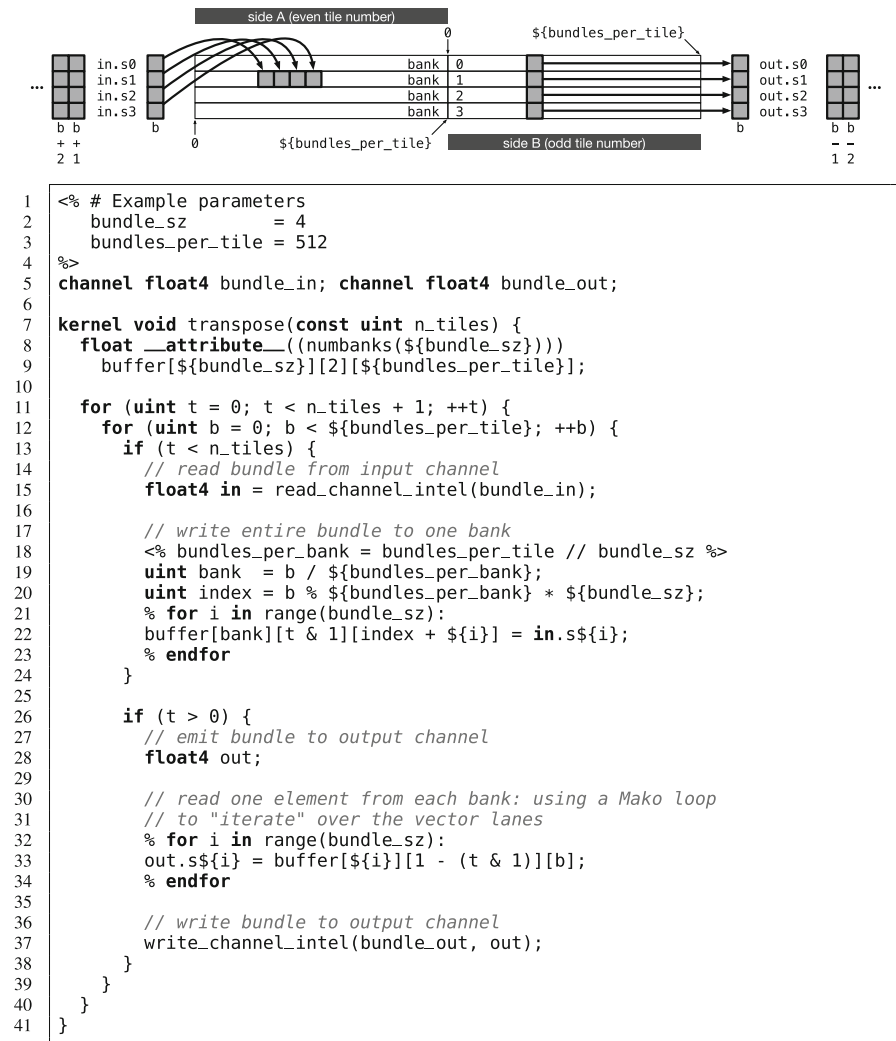 side A (even tile number)
0
${bundles_per_tile}
... in.s0 bank 0 out.s0 ...
in.s1 bank 1 out.s1
in.s2 bank 2 out.s2
in.s3 bank 3 out.s3
b b b b b b
+ + - -
2 1 1 2
0
${bundles_per_tile}
side B (odd tile number)
1 <% # Example parameters
2    bundle_sz        = 4
3    bundles_per_tile = 512
4 %>
5 channel float4 bundle_in; channel float4 bundle_out;
6
7 kernel void transpose(const uint n_tiles) {
8   float __attribute__((numbanks(${bundle_sz})))
9     buffer[${bundle_sz}][2][${bundles_per_tile}];
10
11   for (uint t = 0; t < n_tiles + 1; ++t) {
12     for (uint b = 0; b < ${bundles_per_tile}; ++b) {
13       if (t < n_tiles) {
14         // read bundle from input channel
15         float4 in = read_channel_intel(bundle_in);
16
17         // write entire bundle to one bank
18         <% bundles_per_bank = bundles_per_tile // bundle_sz %>
19         uint bank  = b / ${bundles_per_bank};
20         uint index = b % ${bundles_per_bank} * ${bundle_sz};
21         % for i in range(bundle_sz):
22         buffer[bank][t & 1][index + ${i}] = in.s${i};
23         % endfor
24       }
25
26       if (t > 0) {
27         // emit bundle to output channel
28         float4 out;
29
30         // read one element from each bank: using a Mako loop
31         // to "iterate" over the vector lanes
32         % for i in range(bundle_sz):
33         out.s${i} = buffer[${i}][1 - (t & 1)][b];
34         % endfor
35
36         // write bundle to output channel
37         write_channel_intel(bundle_out, out);
38       }
39     }
40   }
41 }